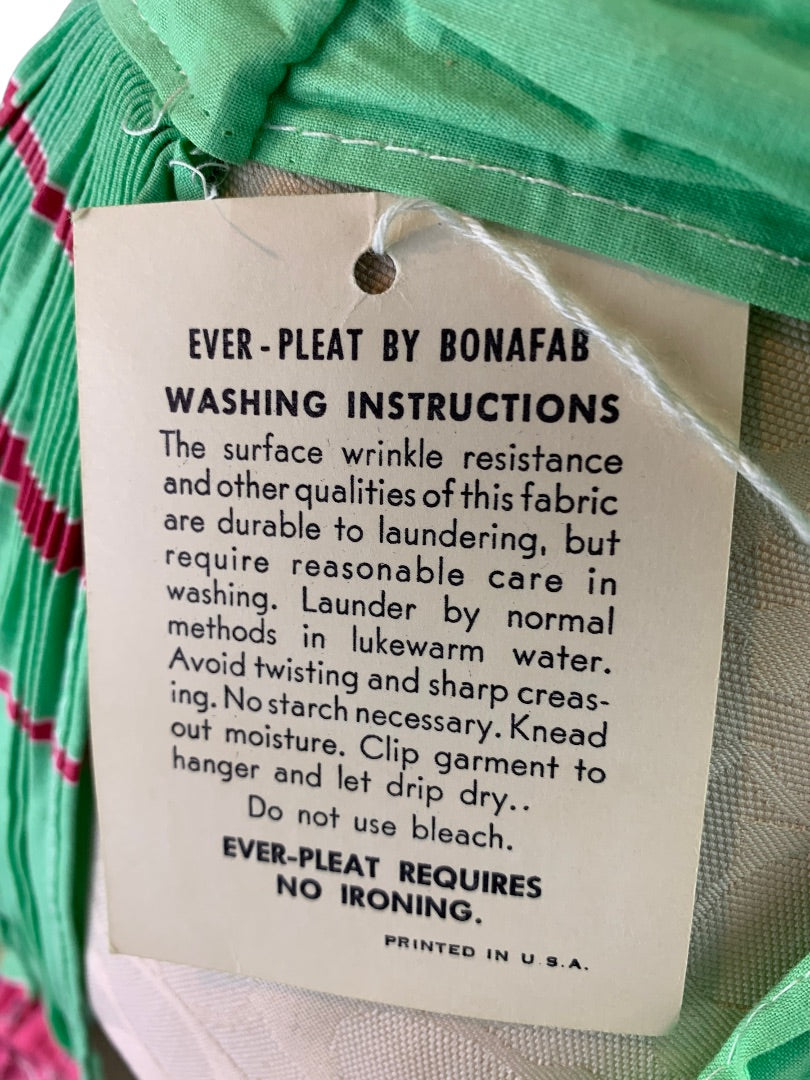 EVER-PLEAT BY BONAFAB
WASHING INSTRUCTIONS
The surface wrinkle resistance
and other qualities of this fabric
are durable to laundering, but
require reasonable care in
washing. Launder by normal
methods in lukewarm water.
Avoid twisting and sharp creas-
ing. No starch necessary. Knead
out moisture. Clip garment to
hanger and let drip dry..
Do not use bleach.
EVER-PLEAT REQUIRES
NO IRONING.
PRINTED IN U.S.A.